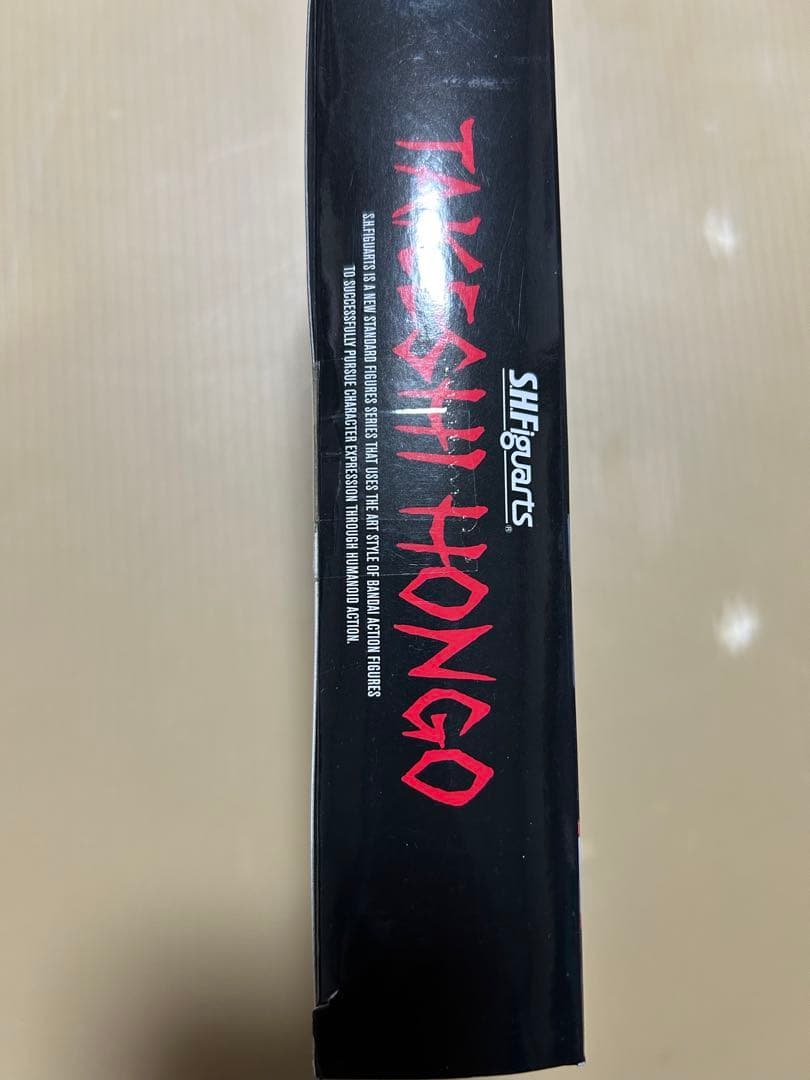 S.H.Figuarts®
TAKESHI HONGO
S.H.FIGUARTS IS A NEW STANDARD FIGURES SERIES THAT USES THE ART STYLE OF BANDAI ACTION FIGURES
TO SUCCESSFULLY PURSUE CHARACTER EXPRESSION THROUGH HUMANOID ACTION.